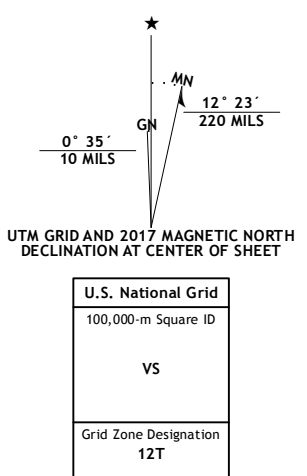 ★
MN
GN
12° 23´
220 MILS
0° 35´
10 MILS
UTM GRID AND 2017 MAGNETIC NORTH
DECLINATION AT CENTER OF SHEET
U.S. National Grid
100,000-m Square ID
VS
Grid Zone Designation
12T